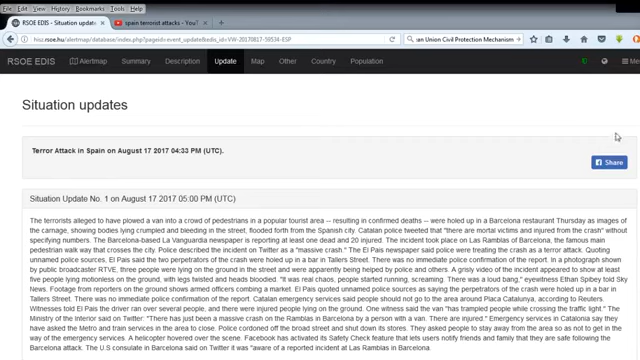 File Edit View History Bookmarks Tools Help
RSOE EDIS - Situation updates
spain terrorist attacks - YouT
hisz.rsoe.hu/alertmap/database/index.php?pageid=event_update&edis_id=VW-20170817-59534-ESP
an Union Civil Protection Mechanism
RSOE EDIS Alertmap Summary Description Update Map Other Country Population Me
Situation updates
Terror Attack in Spain on August 17 2017 04:33 PM (UTC).
Share
Situation Update No. 1 on August 17 2017 05:00 PM (UTC)
The terrorists alleged to have plowed a van into a crowd of pedestrians in a popular tourist area -- resulting in confirmed deaths -- were holed up in a Barcelona restaurant Thursday as images of
the carnage, showing bodies lying crumpled and bleeding in the street, flooded forth from the Spanish city. Catalan police tweeted that "there are mortal victims and injured from the crash" without
specifying numbers. The Barcelona-based La Vanguardia newspaper is reporting at least one dead and 20 injured. The incident took place on Las Ramblas of Barcelona, the famous main
pedestrian walk way that crosses the city. Police described the incident on Twitter as a "massive crash." The El Pais newspaper said police were treating the crash as a terror attack. Quoting
unnamed police sources, El Pais said the two perpetrators of the crash were holed up in a bar in Tallers Street. There was no immediate police confirmation of the report. In a photograph shown
by public broadcaster RTVE, three people were lying on the ground in the street and were apparently being helped by police and others. A grisly video of the incident appeared to show at least
five people lying motionless on the ground, with legs twisted and heads bloodied. "It was real chaos, people started running, screaming. There was a loud bang," eyewitness Ethan Spibey told Sky
News. Footage from reporters on the ground shows armed officers combing a market. El Pais quoted unnamed police sources as saying the perpetrators of the crash were holed up in a bar in
Tallers Street. There was no immediate police confirmation of the report. Catalan emergency services said people should not go to the area around Placa Catalunya, according to Reuters.
Witnesses told El Pais the driver ran over several people, and there were injured people lying on the ground. One witness said the van "has trampled people while crossing the traffic light." The
Ministry of the Interior said on Twitter: "There has just been a massive crash on the Ramblas in Barcelona by a person with a van. There are injured." Emergency services in Catalonia say they
have asked the Metro and train services in the area to close. Police cordoned off the broad street and shut down its stores. They asked people to stay away from the area so as not to get in the
way of the emergency services. A helicopter hovered over the scene. Facebook has activated its Safety Check feature that lets users notify friends and family that they are safe following the
Barcelona attack. The U.S consulate in Barcelona said on Twitter it was "aware of a reported incident at Las Ramblas in Barcelona.